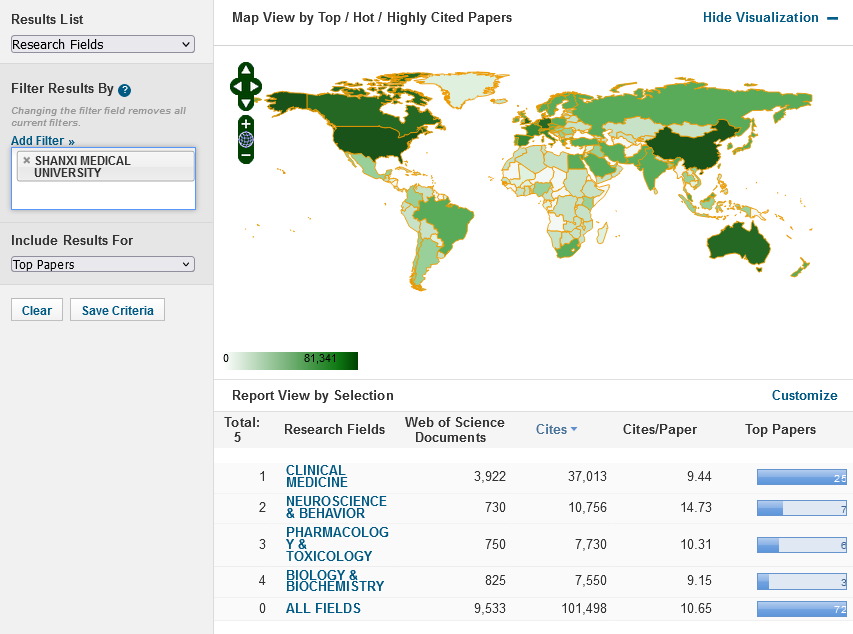 Results List
Research Fields
Filter Results By ?
Changing the filter field removes all
current filters.
Add Filter »
× SHANXI MEDICAL
UNIVERSITY
Include Results For
Top Papers
Clear
Save Criteria
Map View by Top / Hot / Highly Cited Papers
Hide Visualization
0
81,341
Report View by Selection
Customize
Total:
5
Research Fields
Web of Science
Documents
Cites
Cites/Paper
Top Papers
1 CLINICAL
MEDICINE
3,922 37,013 9.44 25
2 NEUROSCIENCE
& BEHAVIOR
730 10,756 14.73 7
3 PHARMACOLOG
Y &
TOXICOLOGY
750 7,730 10.31 6
4 BIOLOGY &
BIOCHEMISTRY
825 7,550 9.15 3
0 ALL FIELDS 9,533 101,498 10.65 72